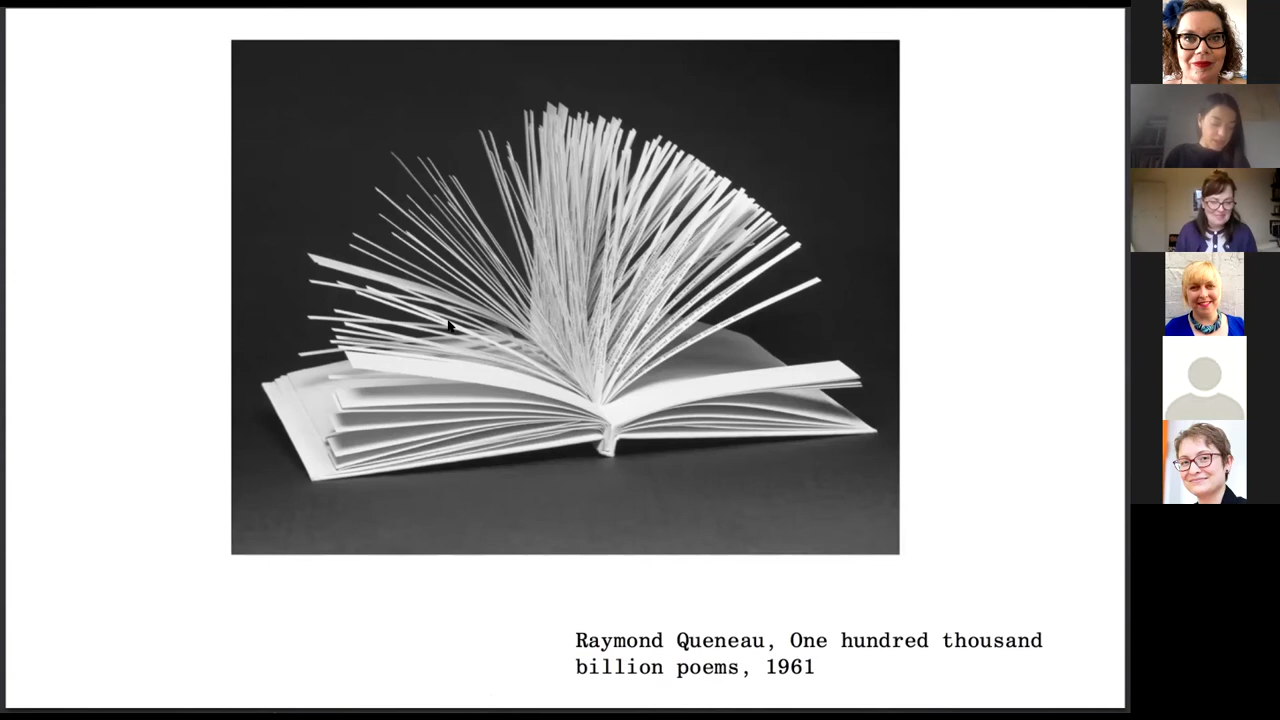 Raymond Queneau, One hundred thousand
billion poems, 1961